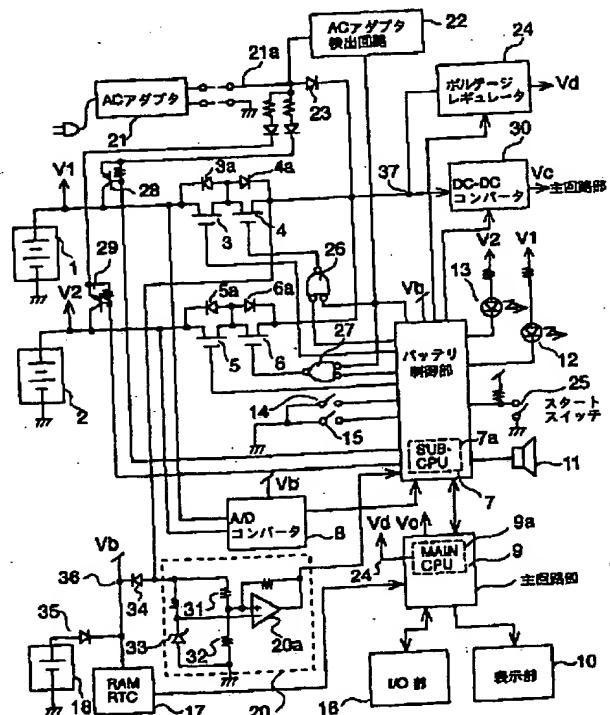 ACアダプタ
検出回路
22
24
21a
ACアダプタ
21
23
ボルテージ
レギュレータ
Vd
30
V1
28
3a
4a
37
DC-DC
コンバータ
Vc
主回路部
3
4
1
29
V2
26
V2
V1
13
5a
6a
Vb
27
バッテリ
制御部
12
5
6
2
14
15
25
スタート
スイッチ
SUB-
CPU
7a
7
11
Vb
A/D
コンバータ
8
Vd
Vc
9a
MAIN
CPU
9
24
主回路部
Vb
36
34
31
35
33
32
20a
18
RAM
RTC
17
20
16
I/O部
表示部
10